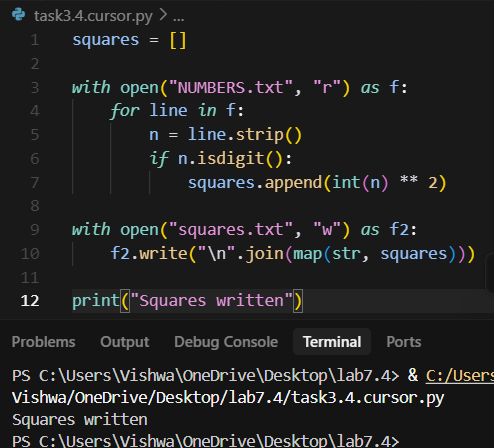 task3.4.cursor.py > ...
1 squares = []
2
3 with open("NUMBERS.txt", "r") as f:
4     for line in f:
5         n = line.strip()
6         if n.isdigit():
7             squares.append(int(n) ** 2)
8
9 with open("squares.txt", "w") as f2:
10     f2.write("\n".join(map(str, squares)))
11
12 print("Squares written")
Problems Output Debug Console Terminal Ports
PS C:\Users\Vishwa\OneDrive\Desktop\lab7.4> & C:/Users
Vishwa/OneDrive/Desktop/lab7.4/task3.4.cursor.py
Squares written
PS C:\Users\Vishwa\OneDrive\Desktop\lab7.4>